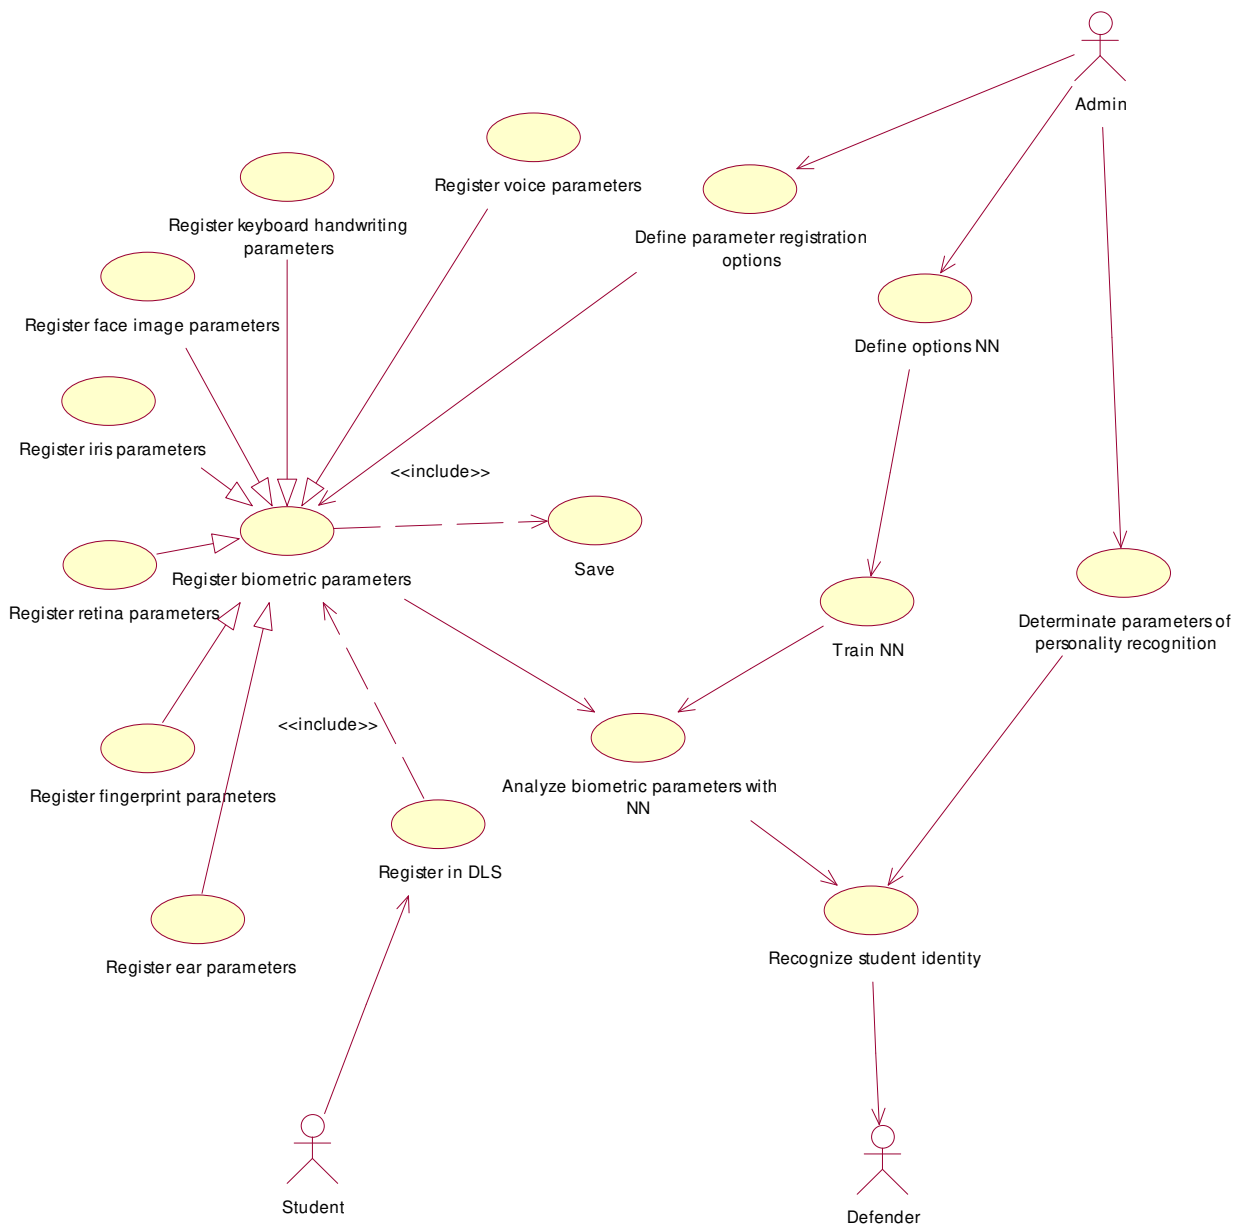 Admin
Register voice parameters
Register keyboard handwriting
parameters
Define parameter registration
options
Register face image parameters
Define options NN
Register iris parameters
<<include>>
Save
Register biometric parameters
Register retina parameters
Determinate parameters of
personality recognition
Train NN
<<include>>
Analyze biometric parameters with
NN
Register fingerprint parameters
Register in DLS
Recognize student identity
Register ear parameters
Student
Defender